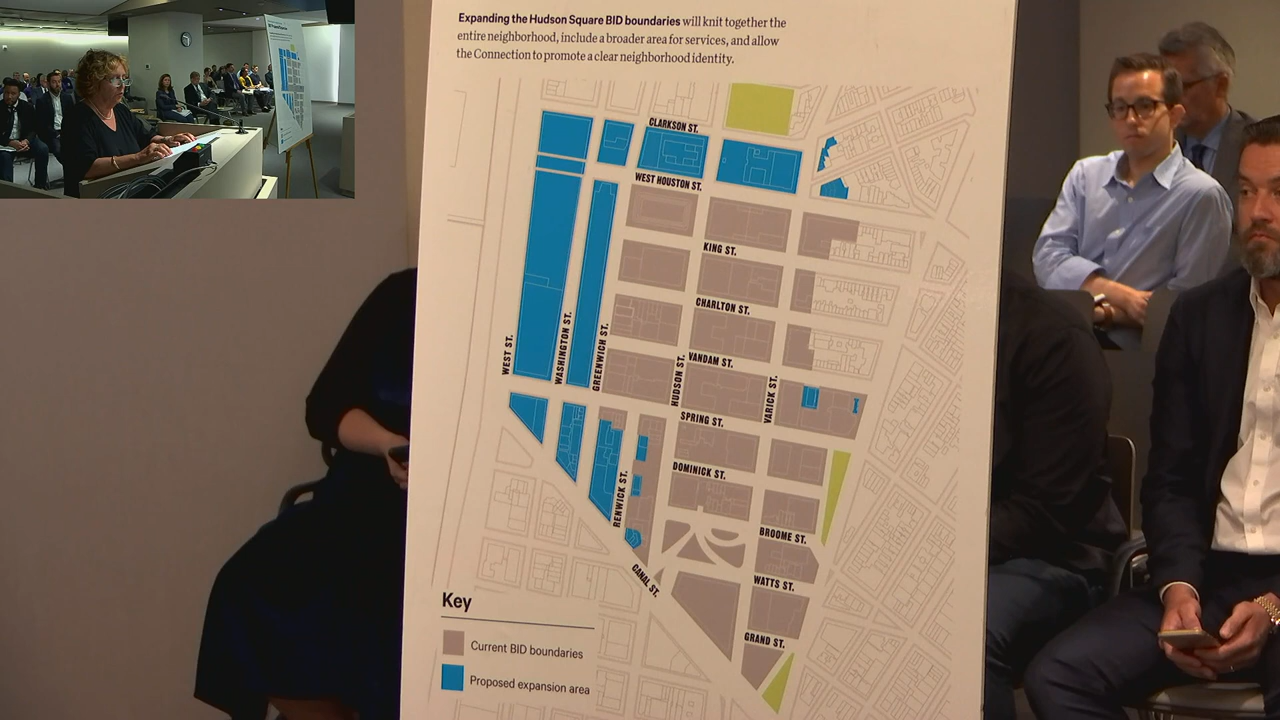 Expanding the Hudson Square BID boundaries will knit together the
entire neighborhood, include a broader area for services, and allow
the Connection to promote a clear neighborhood identity.
CLARKSON ST.
WEST HOUSTON ST.
KING ST.
CHARLTON ST.
WEST ST.
WASHINGTON ST.
GREENWICH ST.
HUDSON ST.
VANDAM ST.
VARICK ST.
SPRING ST.
DOMINICK ST.
RENWICK ST.
BROOME ST.
CANAL ST.
WATTS ST.
GRAND ST.
Key
Current BID boundaries
Proposed expansion area